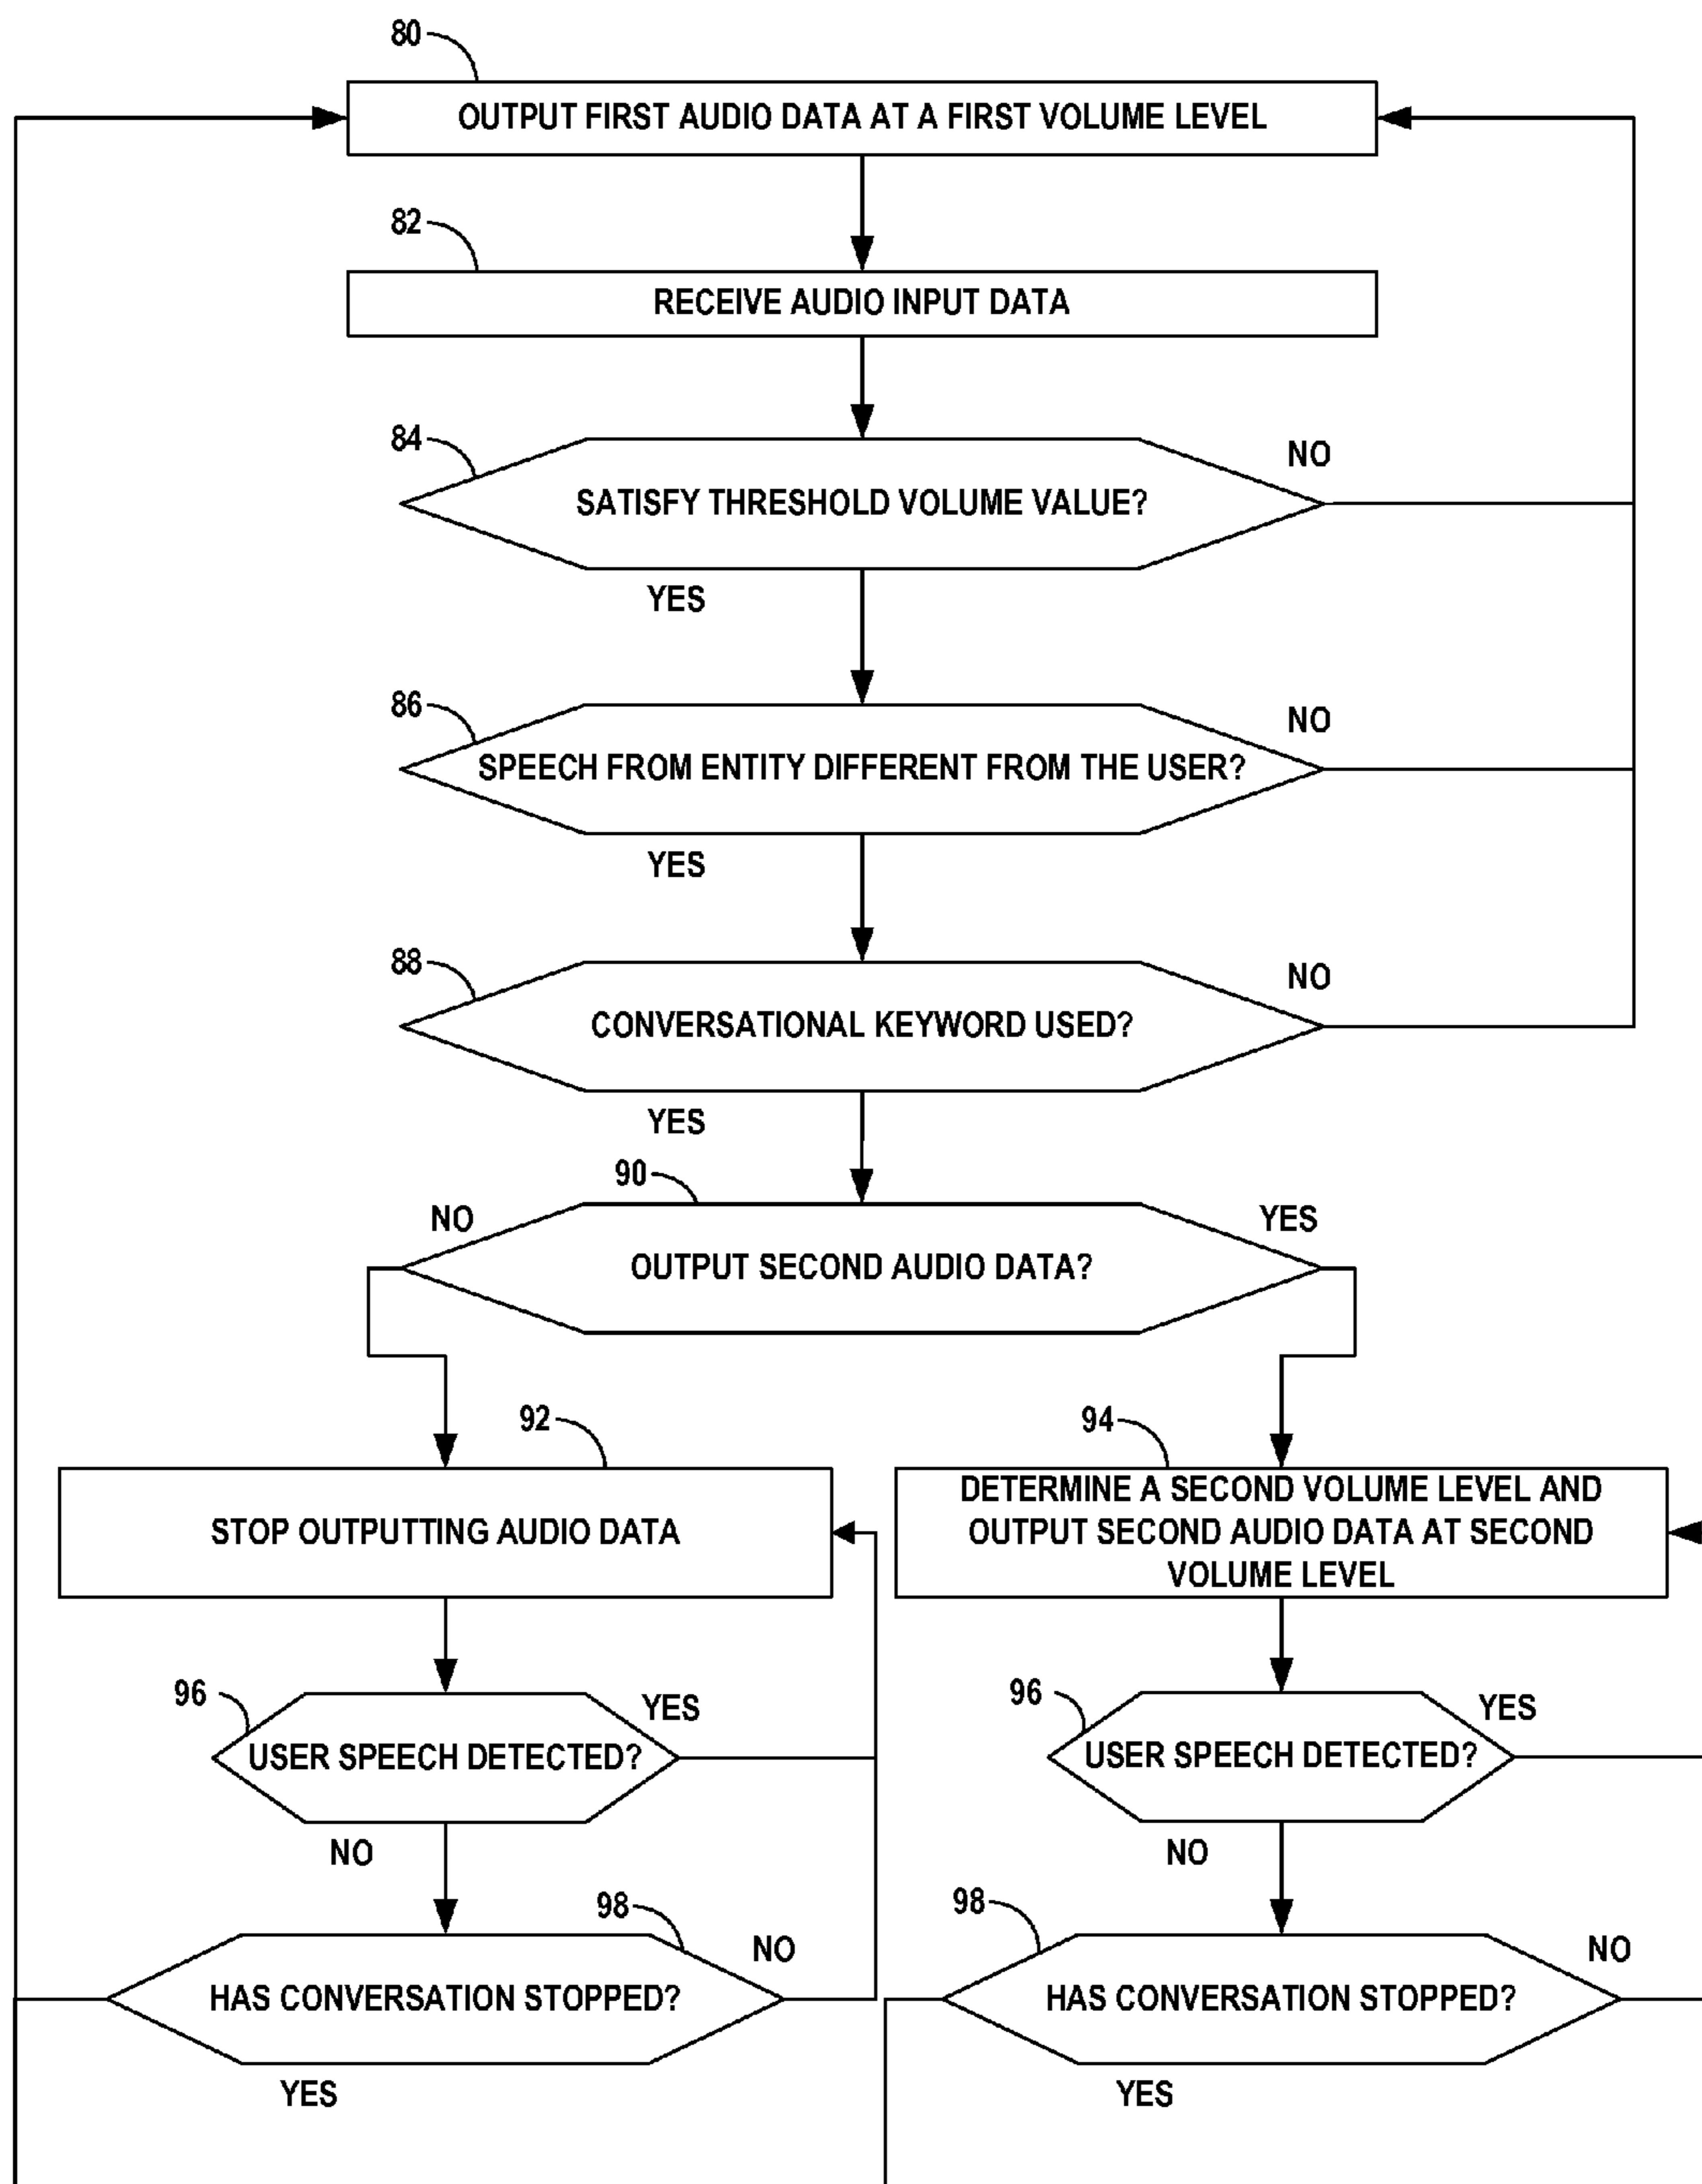 80
OUTPUT FIRST AUDIO DATA AT A FIRST VOLUME LEVEL
82
RECEIVE AUDIO INPUT DATA
84
NO
SATISFY THRESHOLD VOLUME VALUE?
YES
86
NO
SPEECH FROM ENTITY DIFFERENT FROM THE USER?
YES
88
NO
CONVERSATIONAL KEYWORD USED?
YES
90
NO
YES
OUTPUT SECOND AUDIO DATA?
92
94
STOP OUTPUTTING AUDIO DATA
DETERMINE A SECOND VOLUME LEVEL AND
OUTPUT SECOND AUDIO DATA AT SECOND
VOLUME LEVEL
96
YES
USER SPEECH DETECTED?
NO
96
YES
USER SPEECH DETECTED?
NO
98
NO
HAS CONVERSATION STOPPED?
YES
98
NO
HAS CONVERSATION STOPPED?
YES